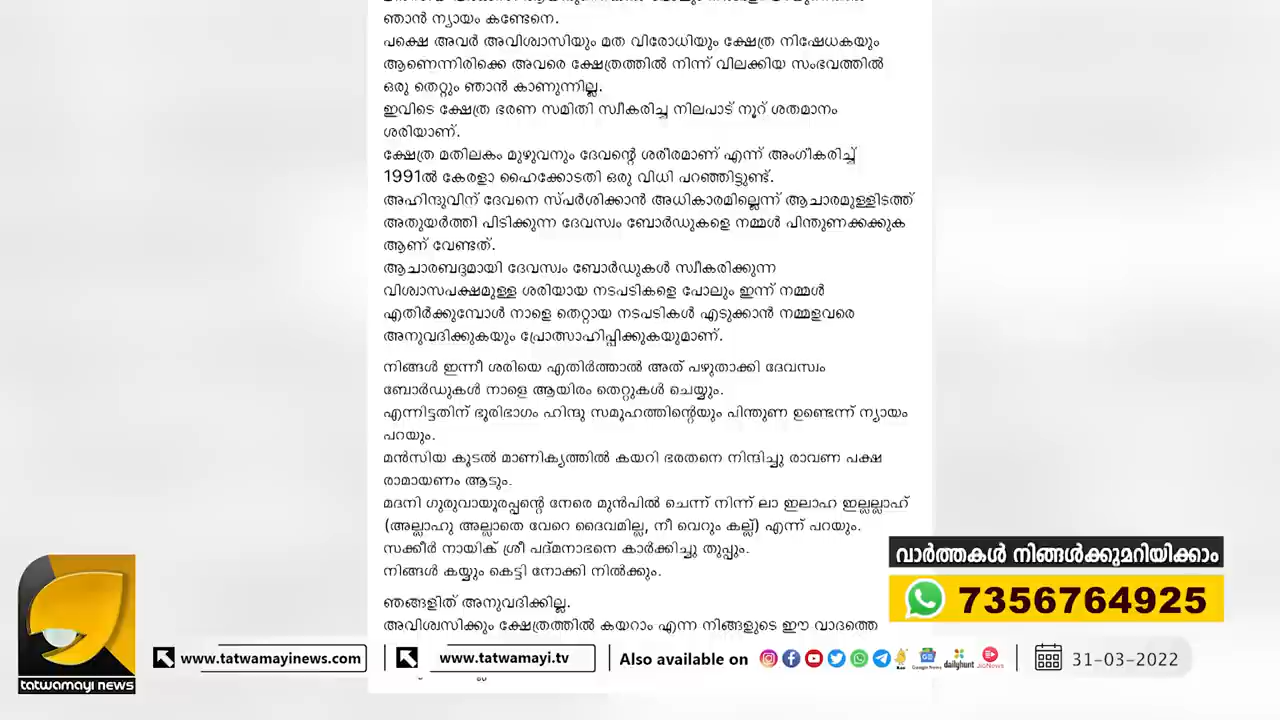 ഞാൻ ന്യായം കണ്ടേനെ.
പക്ഷെ അവർ അവിശ്വാസിയും മത വിരോധിയും ക്ഷേത്ര നിഷേധകയും
ആണെന്നിരിക്കെ അവരെ ക്ഷേത്രത്തിൽ നിന്ന് വിലക്കിയ സംഭവത്തിൽ
ഒരു തെറ്റും ഞാൻ കാണുന്നില്ല.
ഇവിടെ ക്ഷേത്ര ഭരണ സമിതി സ്വീകരിച്ച നിലപാട് നൂറ് ശതമാനം
ശരിയാണ്.
ക്ഷേത്ര മതിലകം മുഴുവനും ദേവന്റെ ശരീരമാണ് എന്ന് അംഗീകരിച്ച്
1991ൽ കേരളാ ഹൈക്കോടതി ഒരു വിധി പറഞ്ഞിട്ടുണ്ട്.
അഹിന്ദുവിന് ദേവനെ സ്പർശിക്കാൻ അധികാരമില്ലെന്ന് ആചാരമുള്ളിടത്ത്
അതുയർത്തി പിടിക്കുന്ന ദേവസ്വം ബോർഡുകളെ നമ്മൾ പിന്തുണക്കക്കുക
ആണ് വേണ്ടത്.
ആചാരബദ്ദമായി ദേവസ്വം ബോർഡുകൾ സ്വീകരിക്കുന്ന
വിശ്വാസപക്ഷമുള്ള ശരിയായ നടപടികളെ പോലും ഇന്ന് നമ്മൾ
എതിർക്കുമ്പോൾ നാളെ തെറ്റായ നടപടികൾ എടുക്കാൻ നമ്മളവരെ
അനുവദിക്കുകയും പ്രോത്സാഹിപ്പിക്കുകയുമാണ്.
നിങ്ങൾ ഇന്നീ ശരിയെ എതിർത്താൽ അത് പഴുതാക്കി ദേവസ്വം
ബോർഡുകൾ നാളെ ആയിരം തെറ്റുകൾ ചെയ്യും.
എന്നിട്ടതിന് ഭൂരിഭാഗം ഹിന്ദു സമൂഹത്തിന്റെയും പിന്തുണ ഉണ്ടെന്ന് ന്യായം
പറയും.
മൻസിയ കൂടൽ മാണിക്യത്തിൽ കയറി ഭരതനെ നിന്ദിച്ചു രാവണ പക്ഷ
രാമായണം ആടും.
മദനി ഗുരുവായൂരപ്പന്റെ നേരെ മുൻപിൽ ചെന്ന് നിന്ന് ലാ ഇലാഹ ഇല്ലല്ലാഹ്
(അല്ലാഹു അല്ലാതെ വേറെ ദൈവമില്ല, നീ വെറും കല്ല്) എന്ന് പറയും.
സക്കീർ നായിക് ശ്രീ പദ്മനാഭനെ കാർക്കിച്ചു തുപ്പും.
നിങ്ങൾ കയ്യും കെട്ടി നോക്കി നിൽക്കും.
ഞങ്ങളിത് അനുവദിക്കില്ല.
അവിശ്വസിക്കും ക്ഷേത്രത്തിൽ കയറാം എന്ന നിങ്ങളുടെ ഈ വാദത്തെ
വാർത്തകൾ നിങ്ങൾക്കുമറിയിക്കാം
7356764925
tatwamayi news
www.tatwamayinews.com
www.tatwamayi.tv
Also available on
Google News
dailyhunt
JioNews
31-03-2022